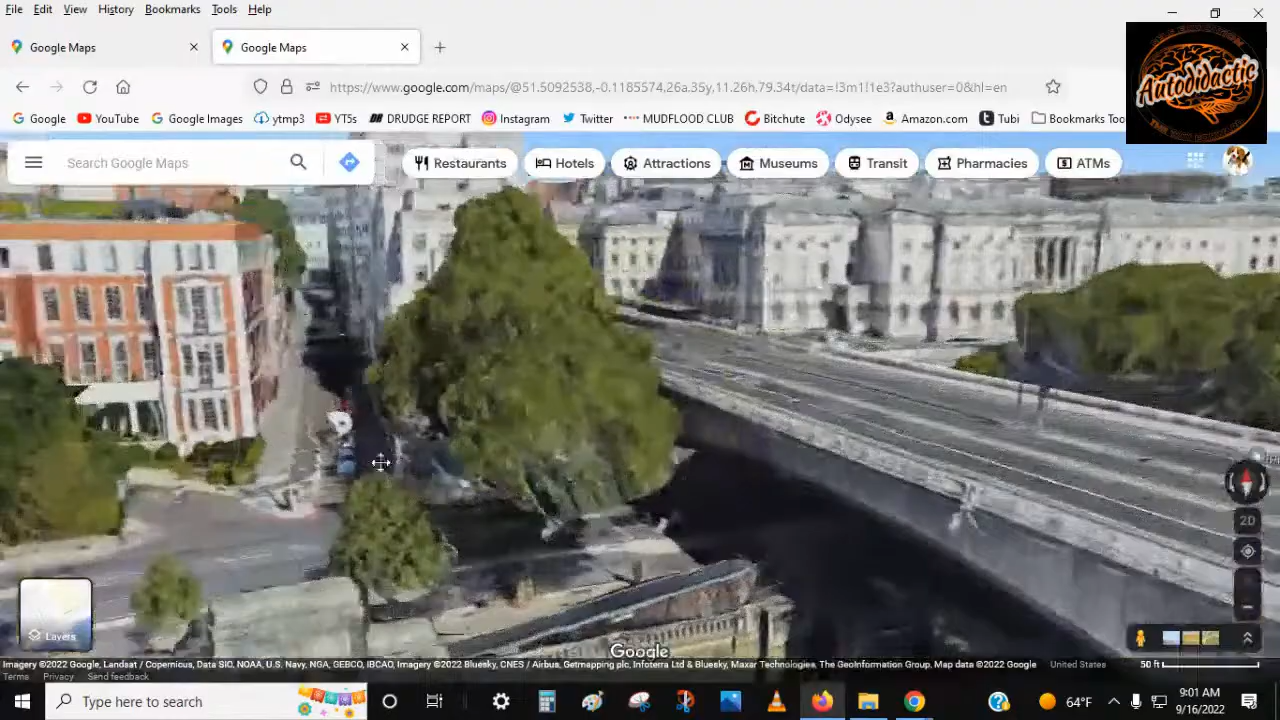 File Edit View History Bookmarks Tools Help
Google Maps
Google Maps
https://www.google.com/maps/@51.5092538,-0.1185574,26a,35y,11.26h,79.34t/data=!3m1!1e3?authuser=0&hl=en
Google YouTube Google Images ytmp3 YT5s DRUDGE REPORT Instagram Twitter MUDFLOOD CLUB Bitchute Odysee Amazon.com Tubi Bookmarks Too
Autodidactic
Search Google Maps
Restaurants Hotels Attractions Museums Transit Pharmacies ATMs
2D
Layers
Google
Imagery ©2022 Google, Landsat / Copernicus, Data SIO, NOAA, U.S. Navy, NGA, GEBCO, IBCAO, Imagery ©2022 Bluesky, CNES / Airbus, Getmapping plc, Infoterra Ltd & Bluesky, Maxar Technologies, The GeoInformation Group, Map data ©2022 Google United States 50 ft
Terms Privacy Send feedback
Type here to search
64°F
9:01 AM
9/16/2022